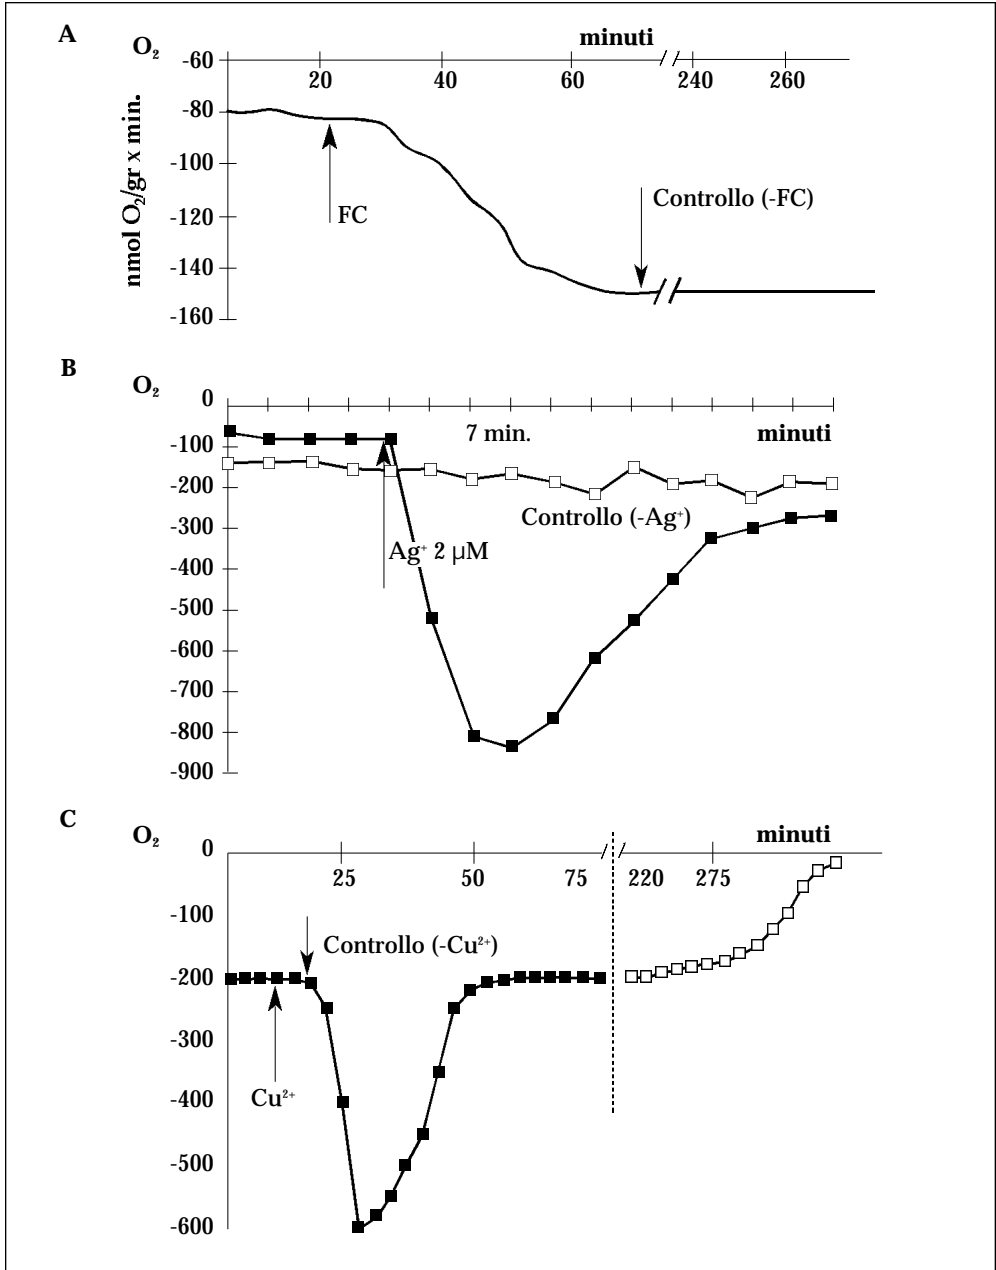 A
O₂
minuti
-60
20
40
60
240
260
-80
-100
-120
-140
-160
nmol O₂/gr x min.
FC
Controllo (-FC)
B
O₂
0
7 min.
minuti
-100
-200
-300
-400
-500
-600
-700
-800
-900
Controllo (-Ag⁺)
Ag⁺ 2 µM
C
O₂
minuti
0
25
50
75
220
275
-100
-200
-300
-400
-500
-600
Controllo (-Cu²⁺)
Cu²⁺